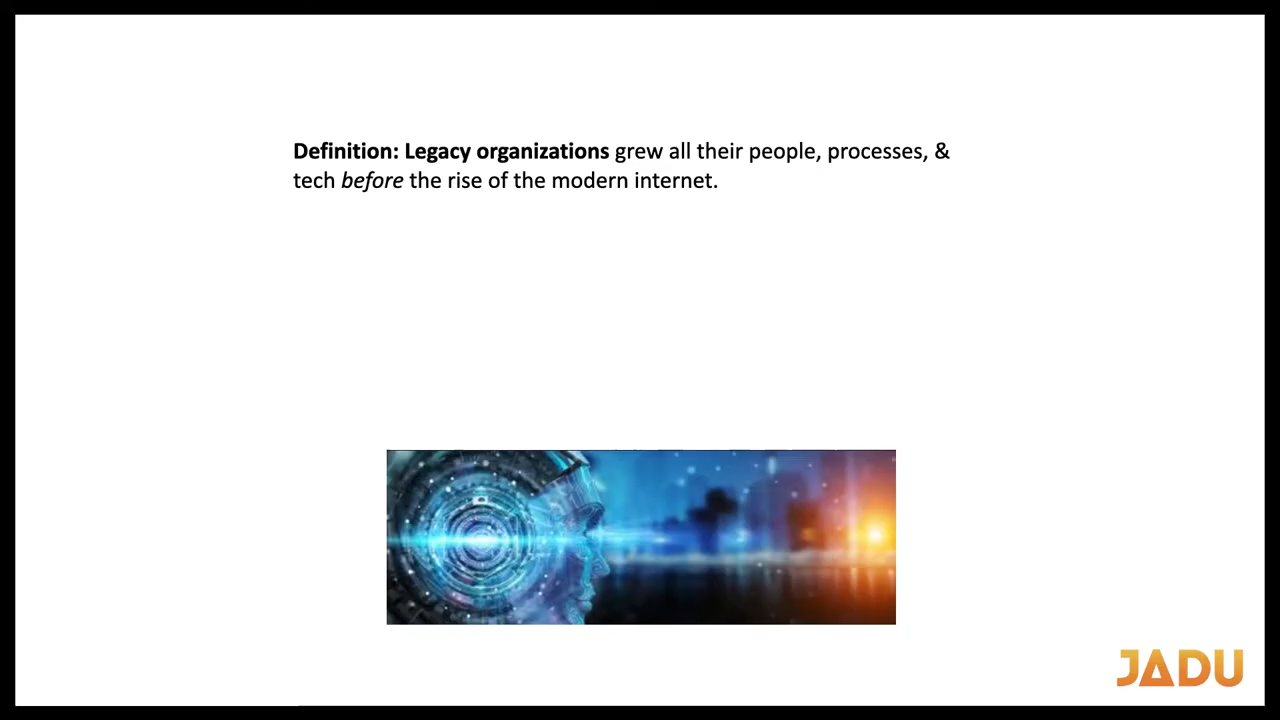 Definition: Legacy organizations grew all their people, processes, &
tech before the rise of the modern internet.
JADU